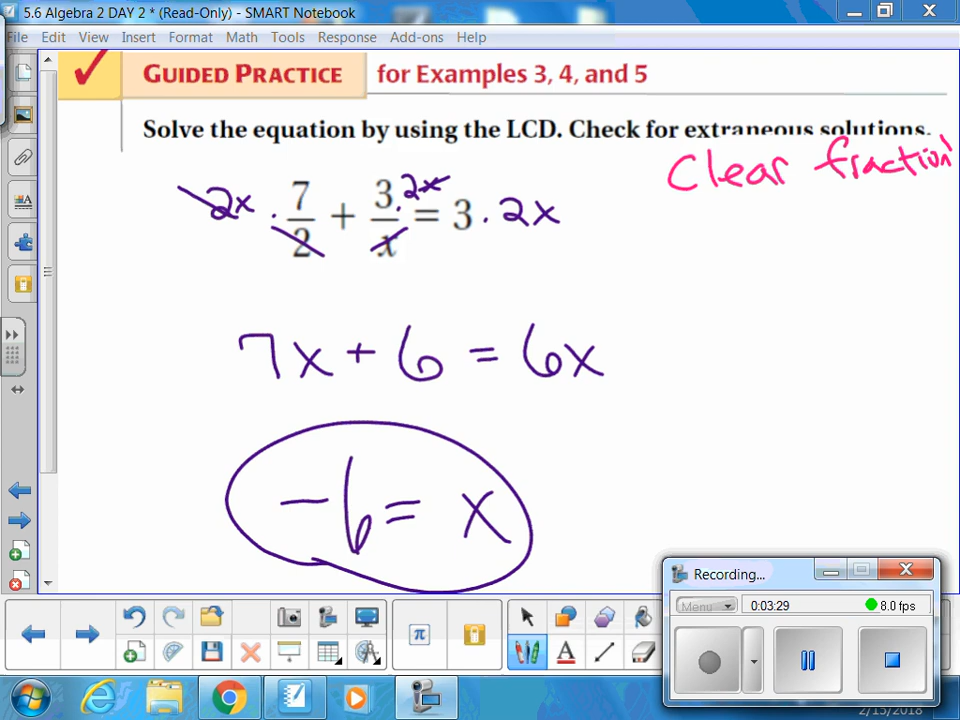 5.6 Algebra 2 DAY 2 * (Read-Only) - SMART Notebook
File Edit View Insert Format Math Tools Response Add-ons Help
GUIDED PRACTICE for Examples 3, 4, and 5
Solve the equation by using the LCD. Check for extraneous solutions.
Clear fraction
2x · 7/2 + 3/x · 2x = 3 · 2x
7x + 6 = 6x
-6 = x
Recording...
Menu 0:03:29 8.0 fps
π
A
2/15/2018